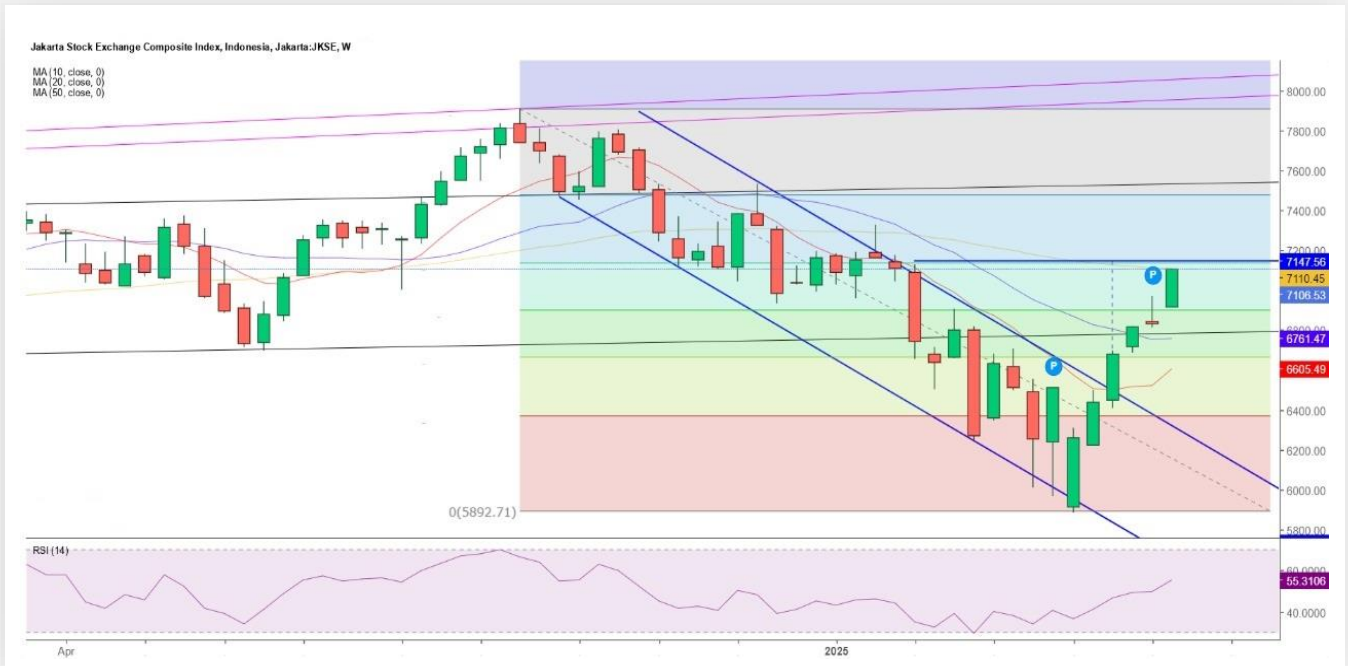 Jakarta Stock Exchange Composite Index, Indonesia, Jakarta:JKSE, W
MA (10, close, 0)
MA (20, close, 0)
MA (50, close, 0)
8000.00
7800.00
7600.00
7400.00
7200.00
7147.56
P
7110.45
7106.53
6800.00
6761.47
P
6605.49
6400.00
6200.00
6000.00
0(5892.71)
5800.00
RSI (14)
60.0000
55.3106
40.0000
Apr
2025